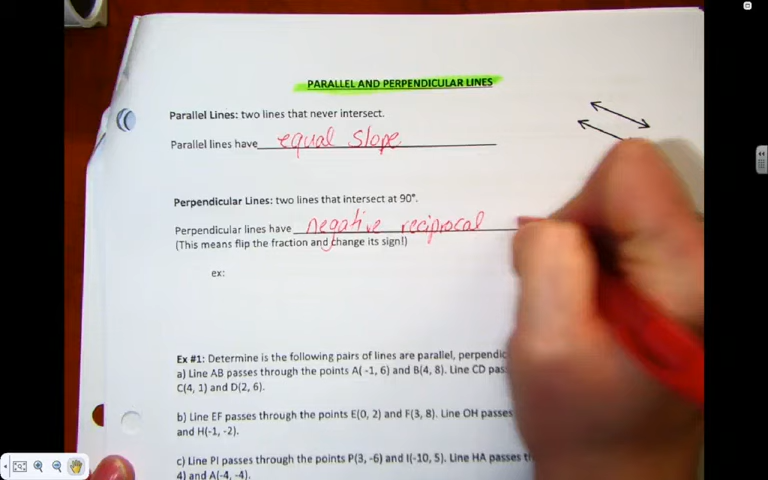 PARALLEL AND PERPENDICULAR LINES
Parallel Lines: two lines that never intersect.
Parallel lines have equal slope
Perpendicular Lines: two lines that intersect at 90°.
Perpendicular lines have negative reciprocal
(This means flip the fraction and change its sign!)
ex:
Ex #1: Determine is the following pairs of lines are parallel,
a) Line AB passes through the points A( -1, 6) and B(4, 8). Line CD
C(4, 1) and D(2, 6).
b) Line EF passes through the points E(0, 2) and F(3, 8). Line OH passes
and H(-1, -2).
c) Line PI passes through the points P(3, -6) and I(-10, 5). Line HA passes
4) and A(-4, -4).